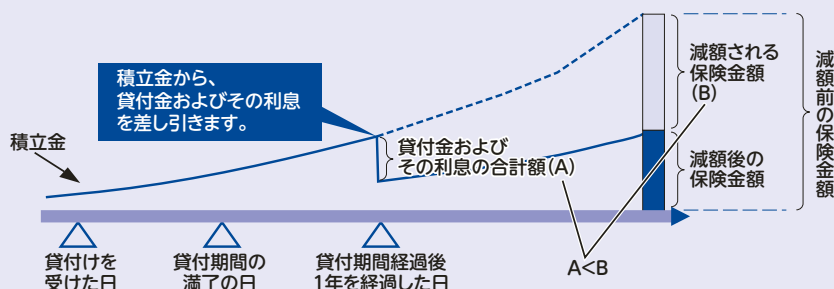 積立金から、
貸付金およびその利息
を差し引きます。
積立金
貸付金および
その利息の合計額(A)
減額される
保険金額
(B)
減額後の
保険金額
減額前の保険金額
貸付けを
受けた日
貸付期間の
満了の日
貸付期間経過後
1年を経過した日
A<B